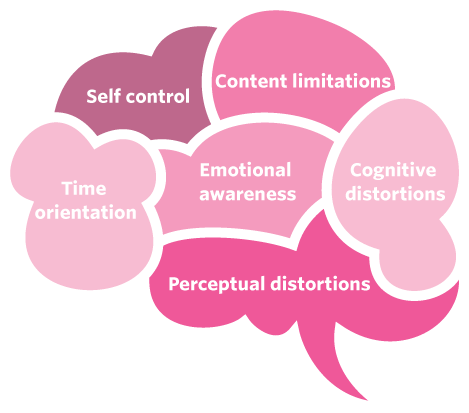 Content limitations
Self control
Emotional
awareness
Cognitive
distortions
Time
orientation
Perceptual distortions